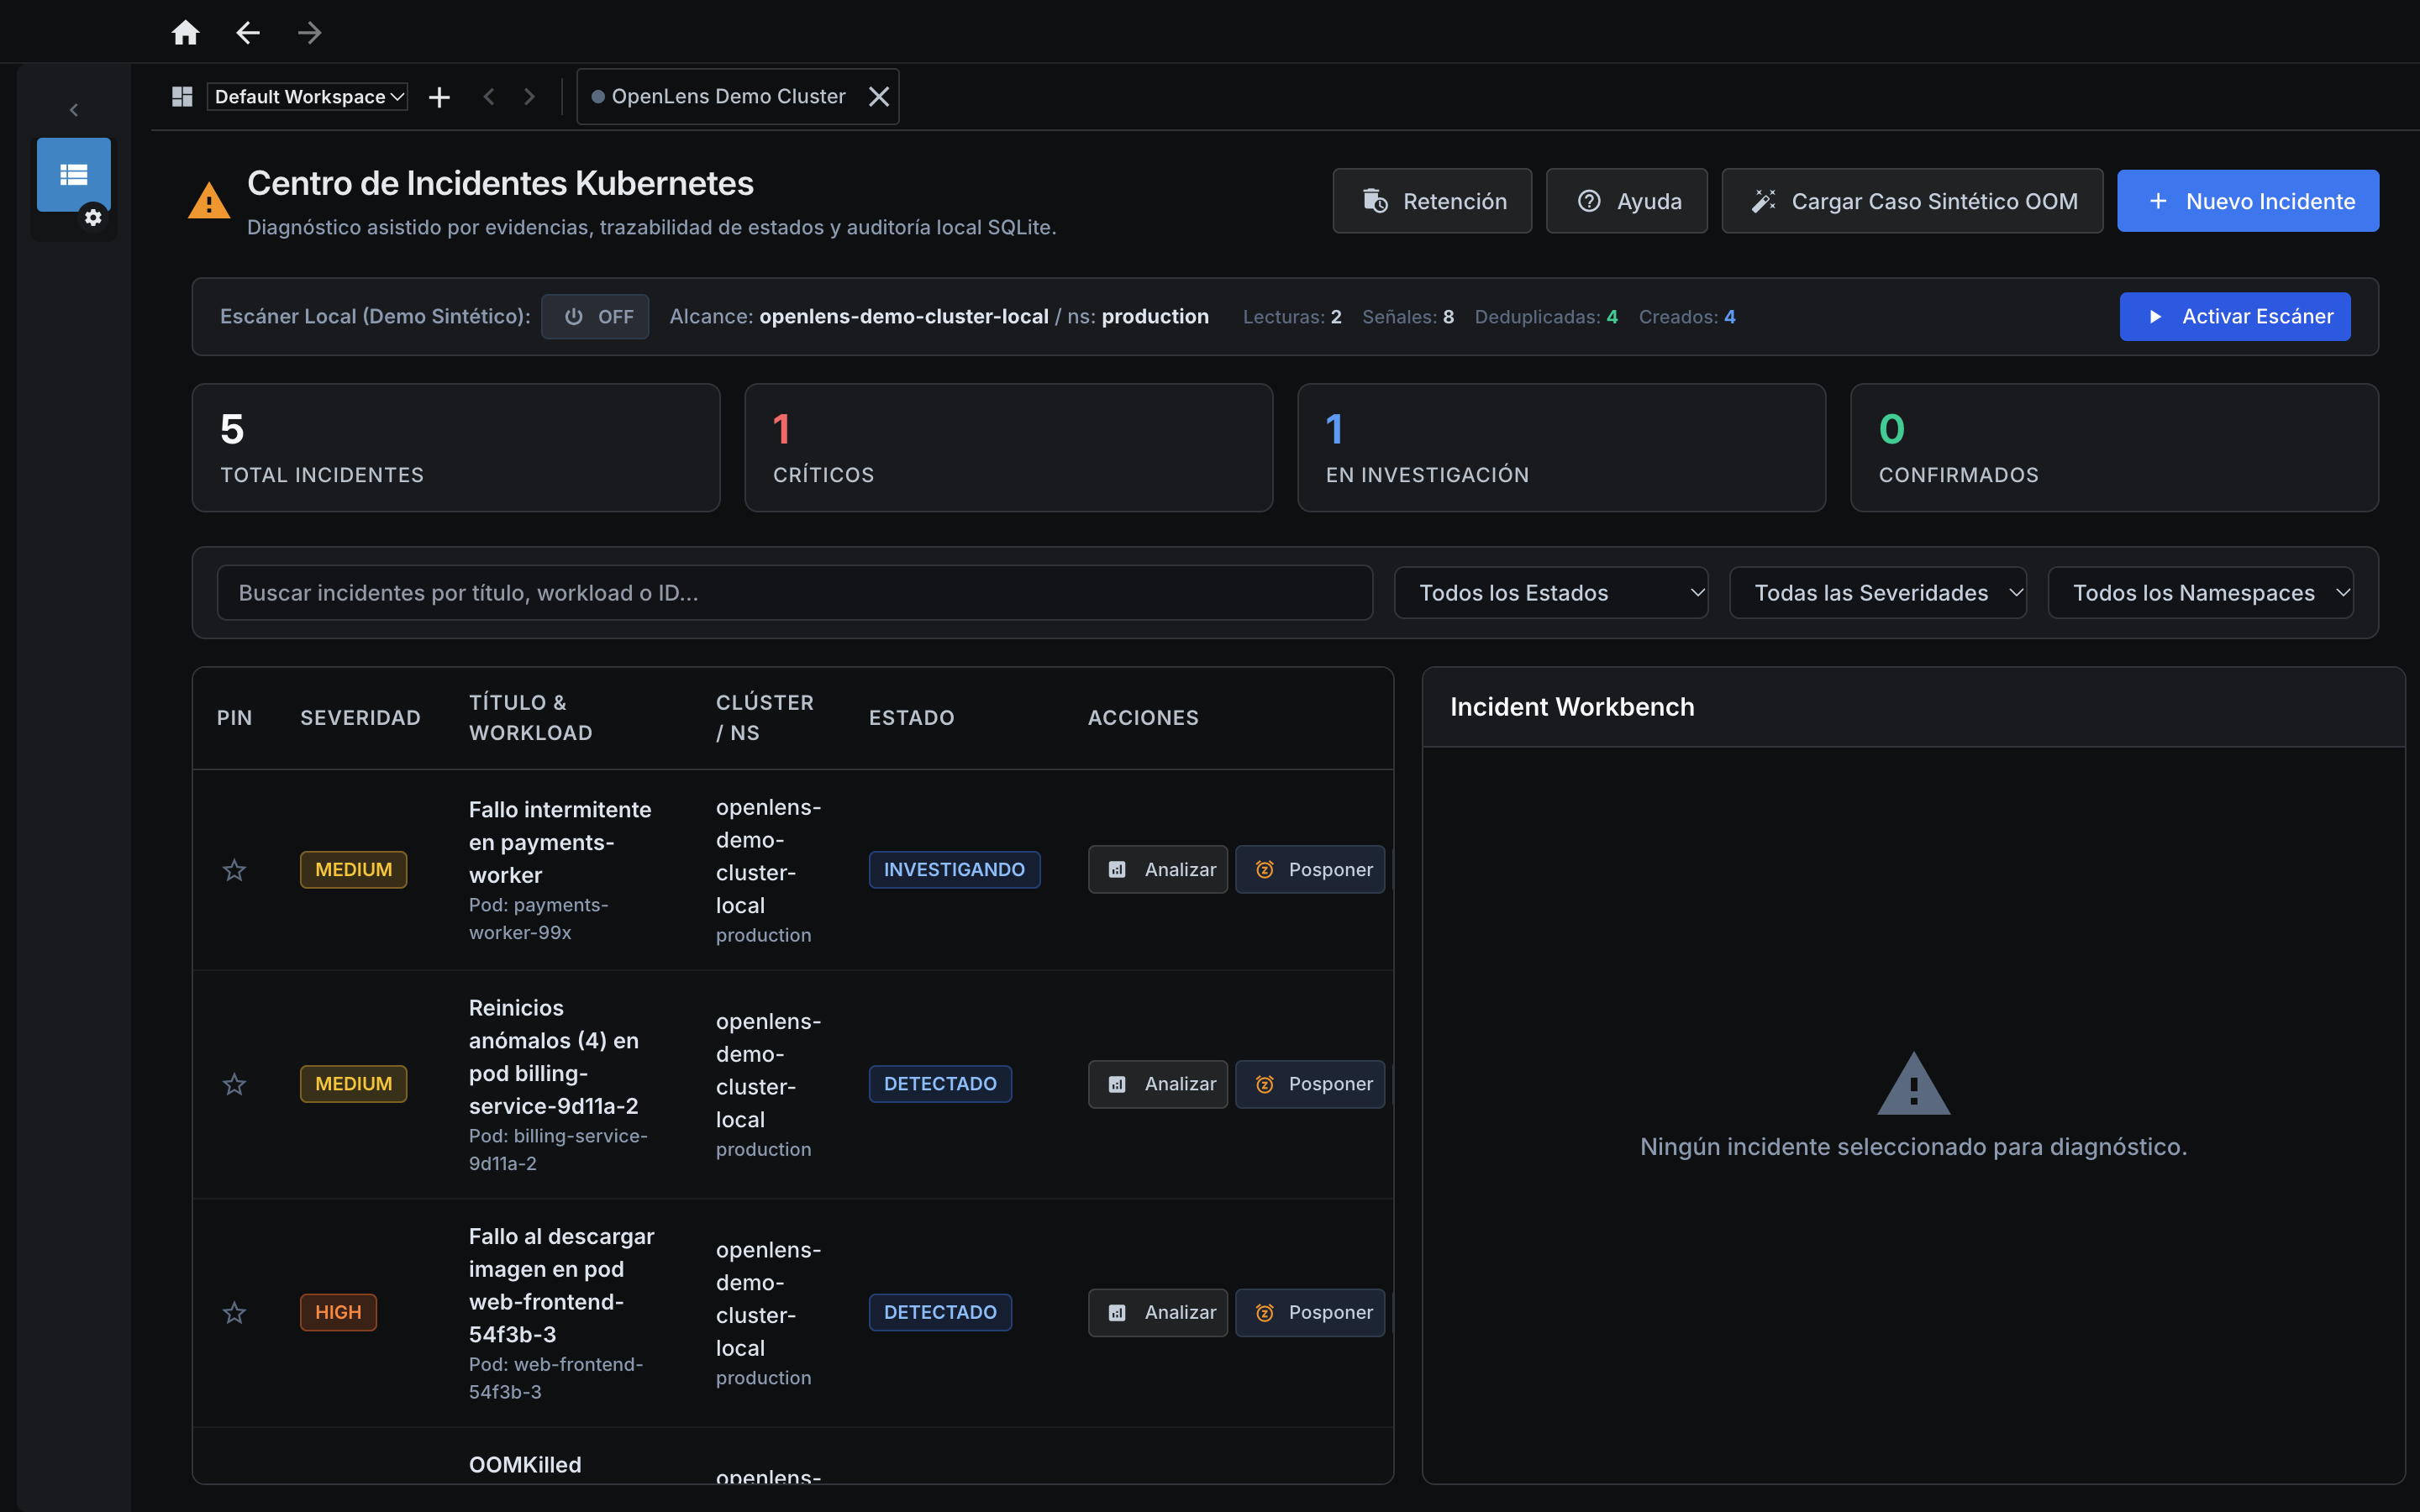 Default Workspace
OpenLens Demo Cluster
Centro de Incidentes Kubernetes
Diagnóstico asistido por evidencias, trazabilidad de estados y auditoría local SQLite.
Retención
Ayuda
Cargar Caso Sintético OOM
Nuevo Incidente
Escáner Local (Demo Sintético): OFF Alcance: openlens-demo-cluster-local / ns: production Lecturas: 2 Señales: 8 Deduplicadas: 4 Creados: 4
Activar Escáner
5
TOTAL INCIDENTES
1
CRÍTICOS
1
EN INVESTIGACIÓN
0
CONFIRMADOS
Buscar incidentes por título, workload o ID...
Todos los Estados
Todas las Severidades
Todos los Namespaces
PIN
SEVERIDAD
TÍTULO &
WORKLOAD
CLÚSTER
/ NS
ESTADO
ACCIONES
MEDIUM
Fallo intermitente
en payments-
worker
Pod: payments-
worker-99x
openlens-
demo-
cluster-
local
production
INVESTIGANDO
Analizar
Posponer
MEDIUM
Reinicios
anómalos (4) en
pod billing-
service-9d11a-2
Pod: billing-service-
9d11a-2
openlens-
demo-
cluster-
local
production
DETECTADO
Analizar
Posponer
HIGH
Fallo al descargar
imagen en pod
web-frontend-
54f3b-3
Pod: web-frontend-
54f3b-3
openlens-
demo-
cluster-
local
production
DETECTADO
Analizar
Posponer
OOMKilled
openlens-
Incident Workbench
Ningún incidente seleccionado para diagnóstico.